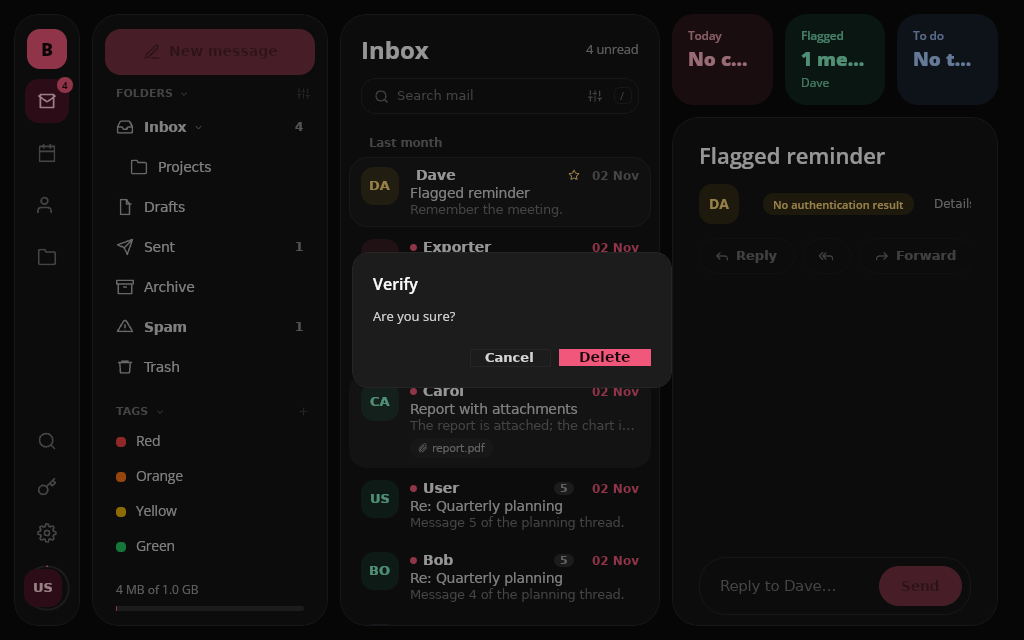 B
4
US
New message
FOLDERS
Inbox 4
Projects
Drafts
Sent 1
Archive
Spam 1
Trash
TAGS
Red
Orange
Yellow
Green
4 MB of 1.0 GB
Inbox 4 unread
Search mail /
Last month
DA Dave 02 Nov
Flagged reminder
Remember the meeting.
Exporter 02 Nov
Verify
Are you sure?
Cancel Delete
CA Carol 02 Nov
Report with attachments
The report is attached; the chart i...
report.pdf
US User 5 02 Nov
Re: Quarterly planning
Message 5 of the planning thread.
BO Bob 5 02 Nov
Re: Quarterly planning
Message 4 of the planning thread.
Today
No c...
Flagged
1 me...
Dave
To do
No t...
Flagged reminder
DA No authentication result Details
Reply Forward
Reply to Dave... Send